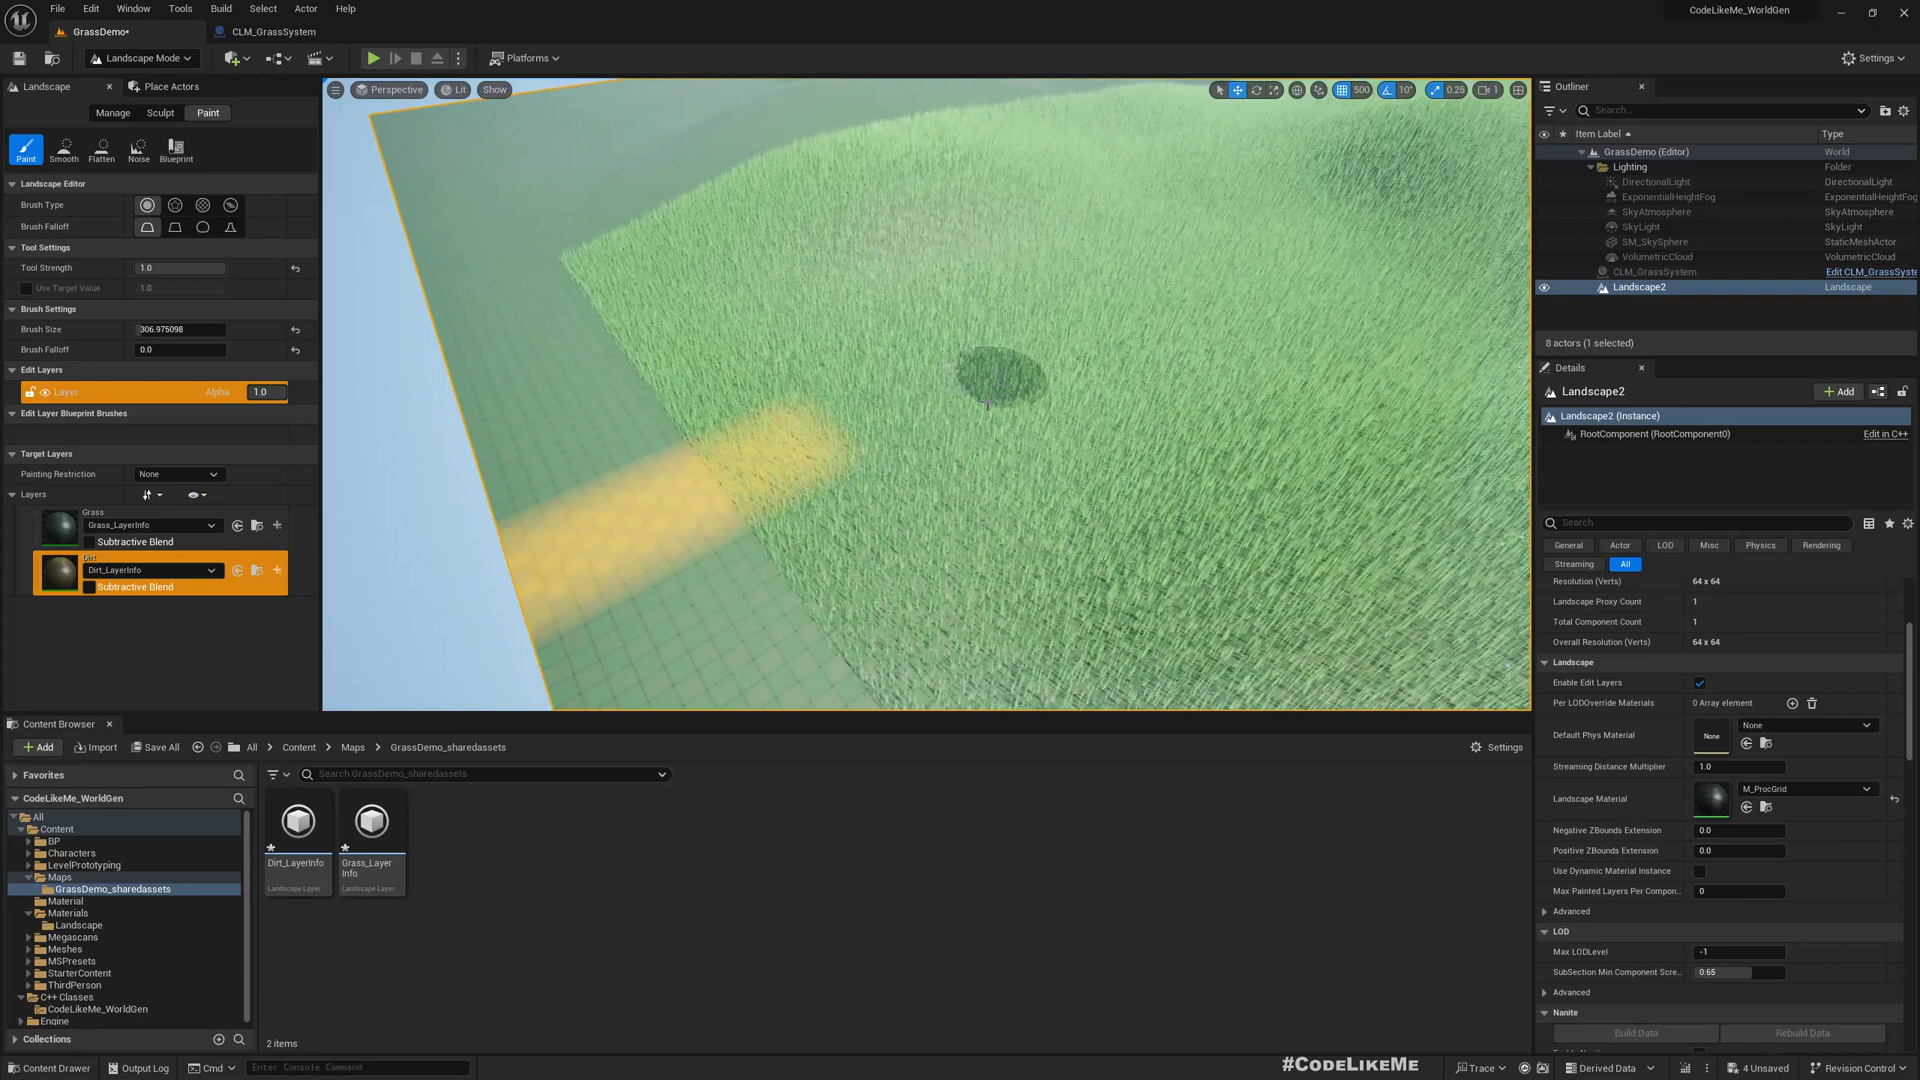 File Edit Window Tools Build Select Actor Help
CodeLikeMe_WorldGen
GrassDemo• CLM_GrassSystem
Landscape Mode Platforms Settings
Landscape Place Actors
Manage Sculpt Paint
Paint Smooth Flatten Noise Blueprint
Landscape Editor
Brush Type
Brush Falloff
Tool Settings
Tool Strength 1.0
Use Target Value 1.0
Brush Settings
Brush Size 306.975098
Brush Falloff 0.0
Edit Layers
Layer Alpha 1.0
Edit Layer Blueprint Brushes
Target Layers
Painting Restriction None
Layers
Grass
Grass_LayerInfo
Subtractive Blend
Dirt
Dirt_LayerInfo
Subtractive Blend
Perspective Lit Show
500 10° 0.25 1
Outliner
Search...
Item Label Type
GrassDemo (Editor) World
Lighting Folder
DirectionalLight DirectionalLight
ExponentialHeightFog ExponentialHeightFog
SkyAtmosphere SkyAtmosphere
SkyLight SkyLight
SM_SkySphere StaticMeshActor
VolumetricCloud VolumetricCloud
CLM_GrassSystem Edit CLM_GrassSyste
Landscape2 Landscape
8 actors (1 selected)
Details
Landscape2 Add
Landscape2 (Instance)
RootComponent (RootComponent0) Edit in C++
Search
General Actor LOD Misc Physics Rendering
Streaming All
Resolution (Verts) 64 x 64
Landscape Proxy Count 1
Total Component Count 1
Overall Resolution (Verts) 64 x 64
Landscape
Enable Edit Layers
Per LODOverride Materials 0 Array element
None
Default Phys Material None
Streaming Distance Multiplier 1.0
M_ProcGrid
Landscape Material
Negative ZBounds Extension 0.0
Positive ZBounds Extension 0.0
Use Dynamic Material Instance
Max Painted Layers Per Compon... 0
Advanced
LOD
Max LODLevel -1
SubSection Min Component Scre... 0.65
Advanced
Nanite
Build Data Rebuild Data
Content Browser
Add Import Save All All Content Maps GrassDemo_sharedassets Settings
Favorites
Search GrassDemo_sharedassets
CodeLikeMe_WorldGen
All
Content
BP
Characters
LevelPrototyping
Maps
GrassDemo_sharedassets
Material
Materials
Landscape
Megascans
Meshes
MSPresets
StarterContent
ThirdPerson
C++ Classes
CodeLikeMe_WorldGen
Engine
Collections
Dirt_LayerInfo
Landscape Layer
Grass_Layer
Info
Landscape Layer
2 items
#CodeLikeMe
Content Drawer Output Log Cmd Enter Console Command Trace Derived Data 4 Unsaved Revision Control